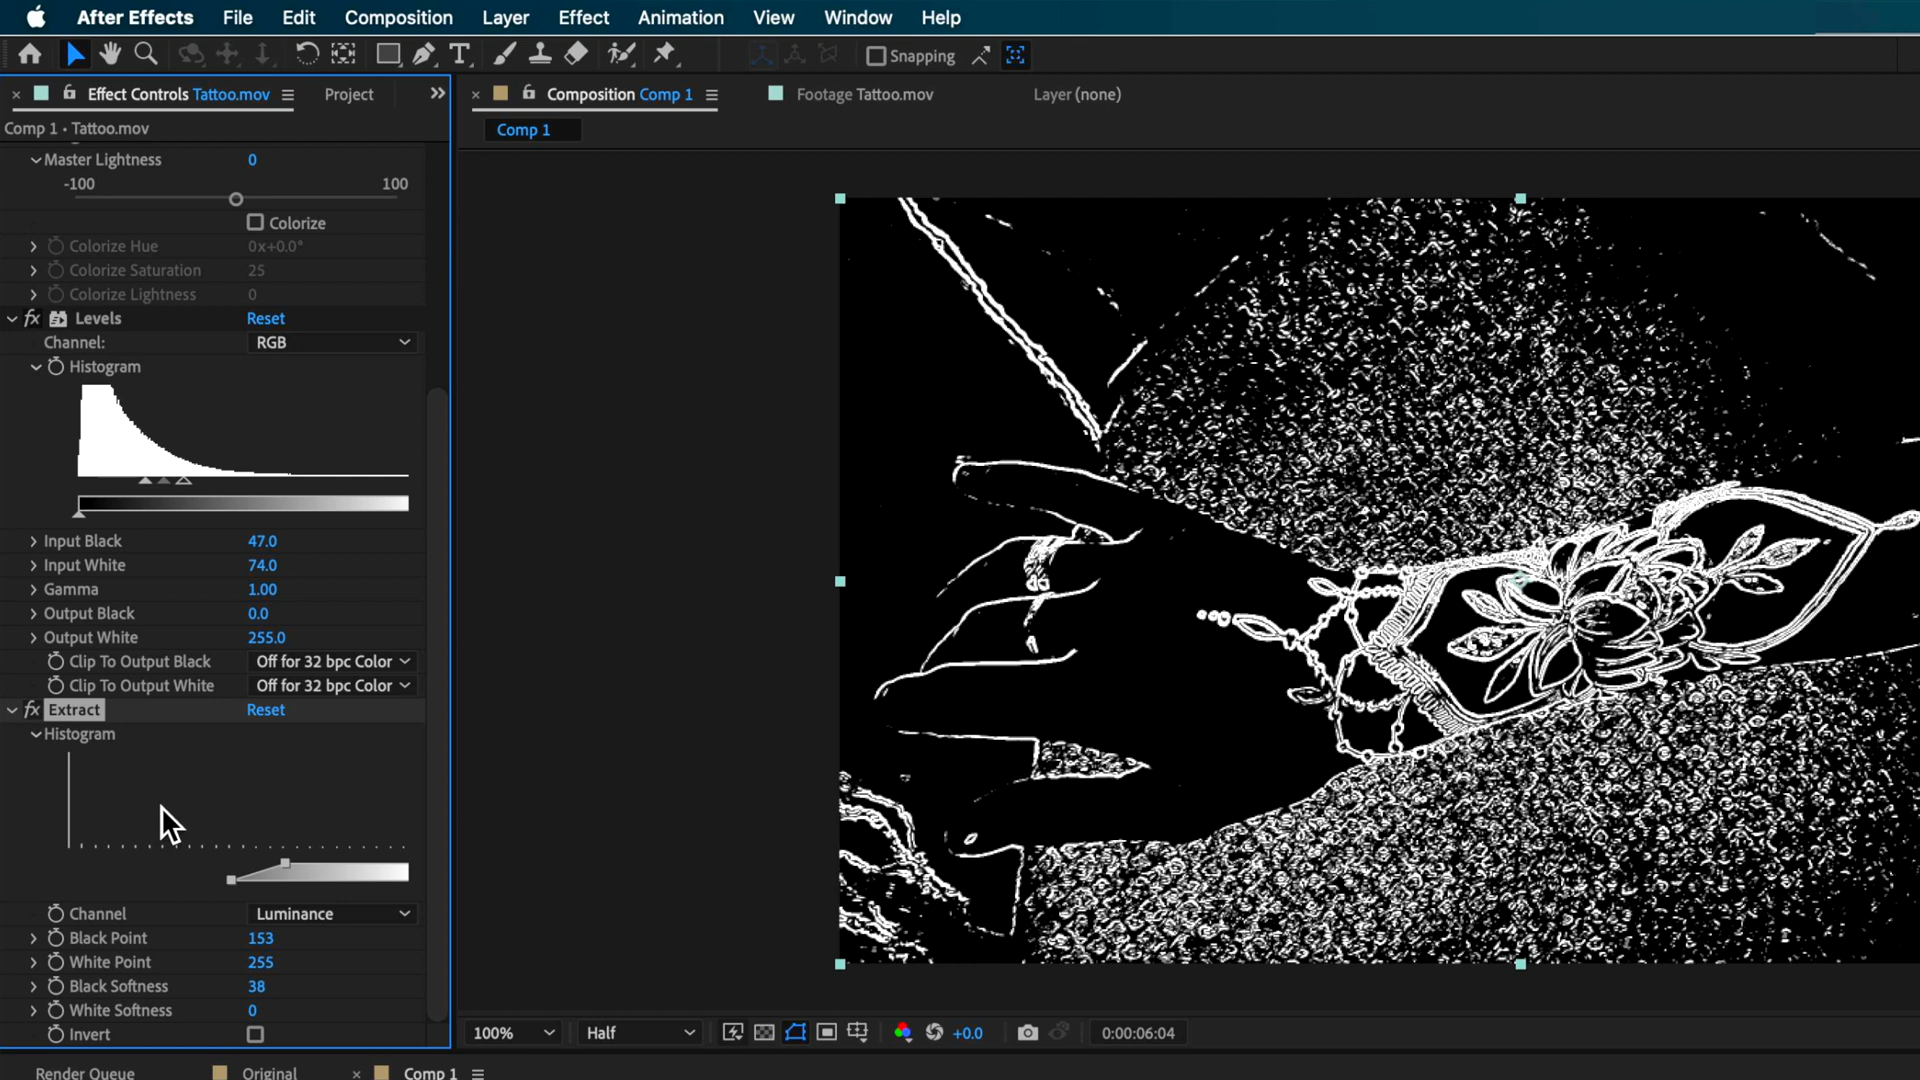 After Effects File Edit Composition Layer Effect Animation View Window Help
Snapping
Effect Controls Tattoo.mov Project
Composition Comp 1 Footage Tattoo.mov Layer (none)
Comp 1 • Tattoo.mov
Comp 1
Master Lightness 0
-100 100
Colorize
Colorize Hue 0x+0.0°
Colorize Saturation 25
Colorize Lightness 0
fx Levels Reset
Channel: RGB
Histogram
Input Black 47.0
Input White 74.0
Gamma 1.00
Output Black 0.0
Output White 255.0
Clip To Output Black Off for 32 bpc Color
Clip To Output White Off for 32 bpc Color
fx Extract Reset
Histogram
Channel Luminance
Black Point 153
White Point 255
Black Softness 38
White Softness 0
Invert
100% Half +0.0 0:00:06:04
Render Queue Original Comp 1